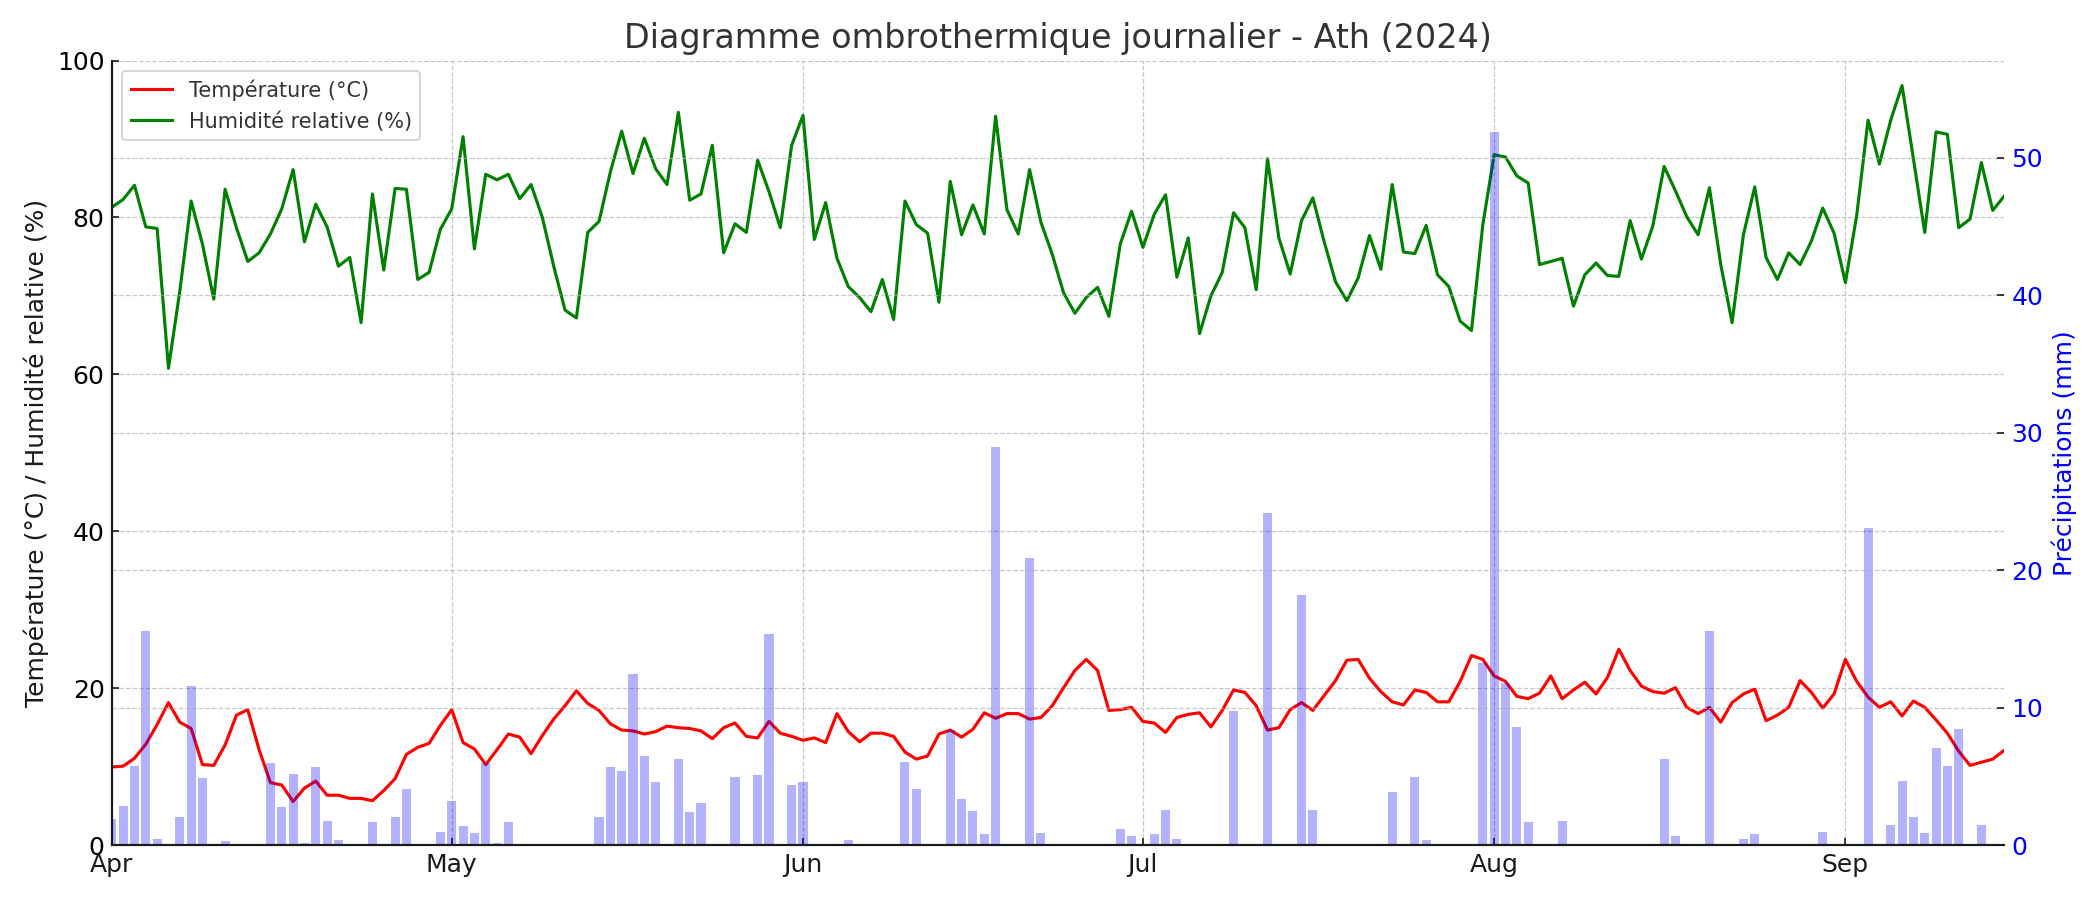 Diagramme ombrothermique journalier - Ath (2024)
Température (°C)
Humidité relative (%)
Température (°C) / Humidité relative (%)
100
80
60
40
20
0
Précipitations (mm)
50
40
30
20
10
0
Apr
May
Jun
Jul
Aug
Sep